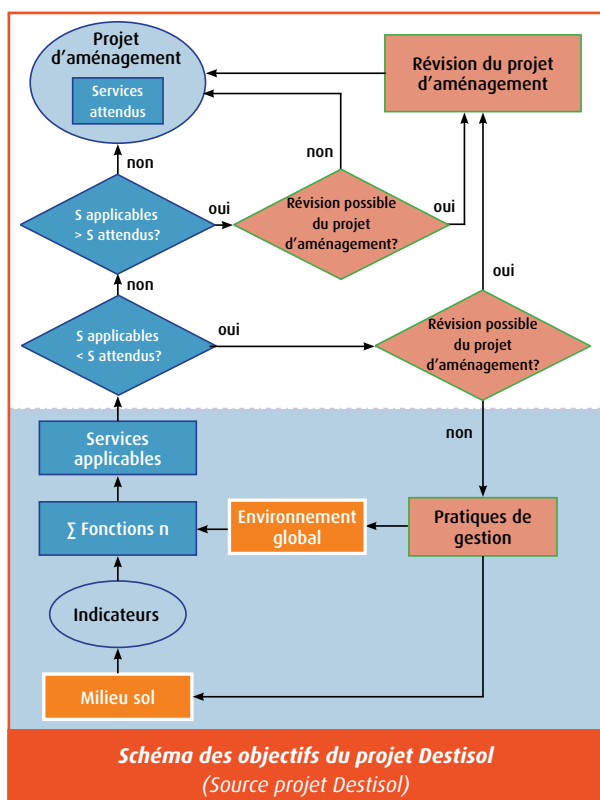 Projet
d'aménagement
Services
attendus
Révision du projet
d'aménagement
non
non
S applicables
> S attendus?
oui
Révision possible
du projet
d'aménagement?
oui
non
oui
S applicables
< S attendus?
oui
Révision possible
du projet
d'aménagement?
non
Services
applicables
∑ Fonctions n
Environnement
global
Pratiques de
gestion
Indicateurs
Milieu sol
Schéma des objectifs du projet Destisol
(Source projet Destisol)